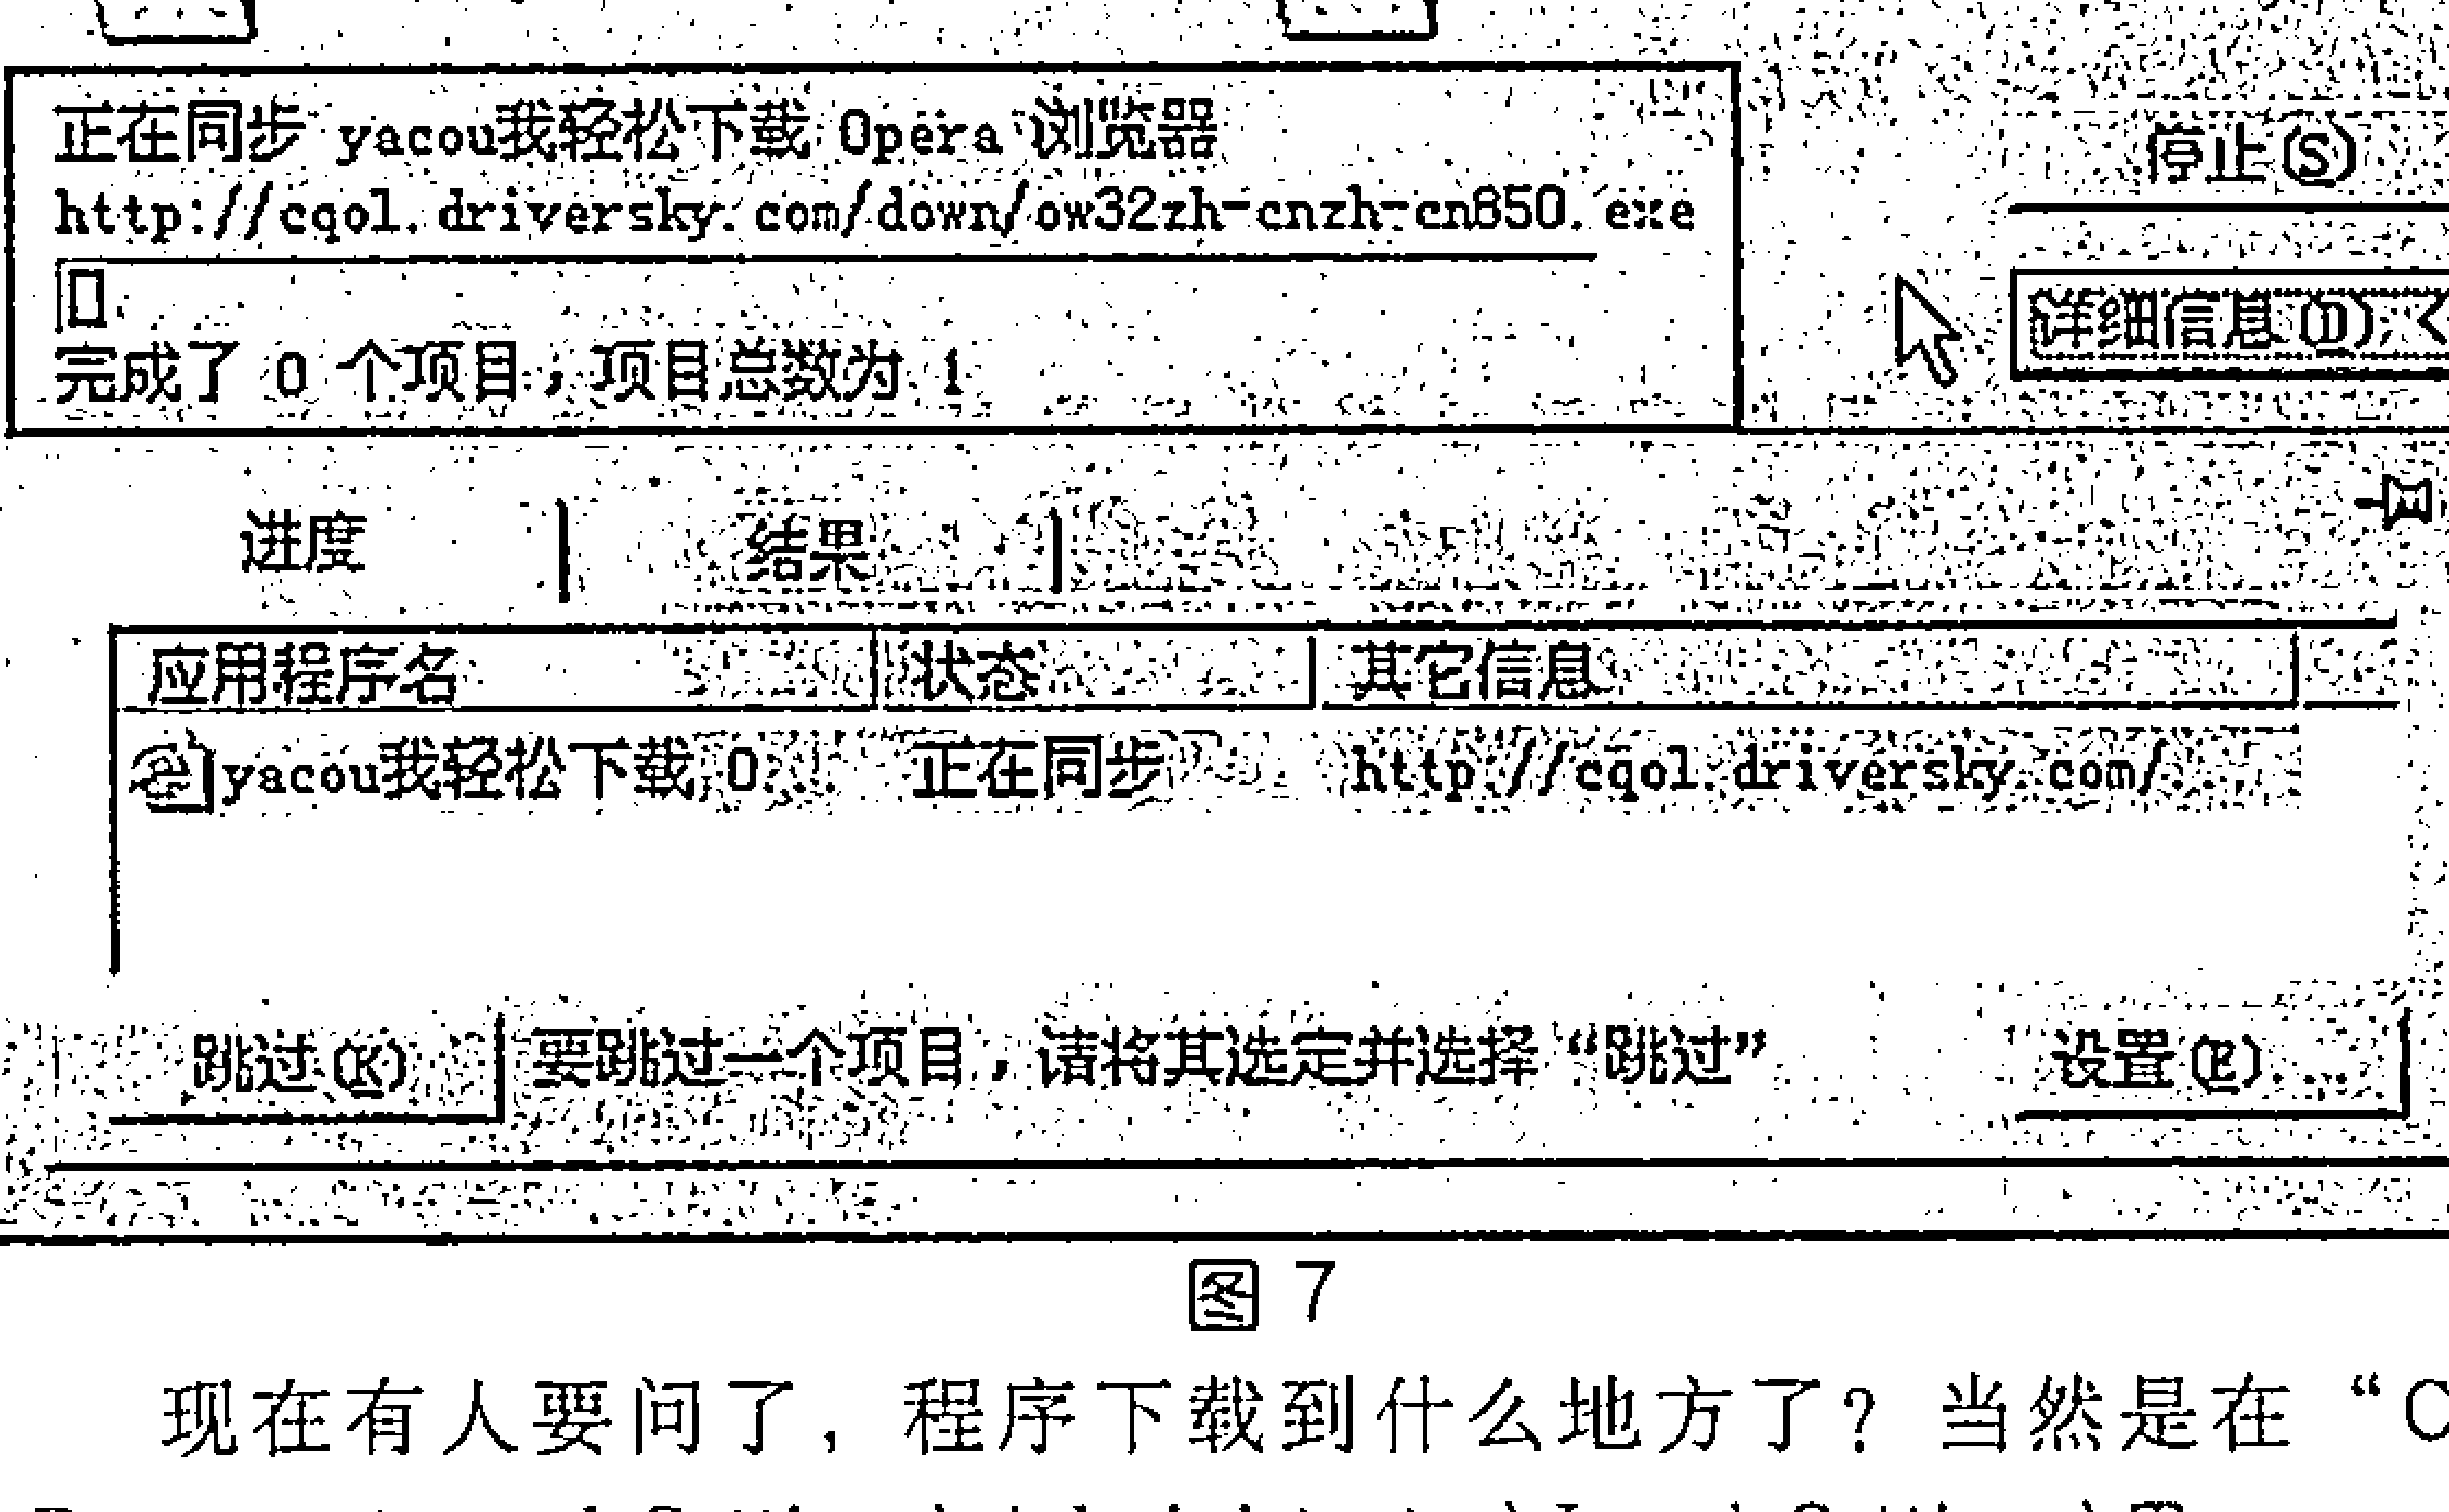 正在同步 yacou我轻松下载 Opera 浏览器
停止(S)
http://cqol.driversky.com/down/ow32zh-cnzh-cn850.exe
详细信息(D) <
完成了 0 个项目，项目总数为 1
进度 结果
应用程序名 状态 其它信息
yacou我轻松下载 O. 正在同步 http://cqol.driversky.com/.
跳过(K) 要跳过一个项目，请将其选定并选择“跳过” 设置(E)...
图 7
现在有人要问了，程序下载到什么地方了？当然是在“C